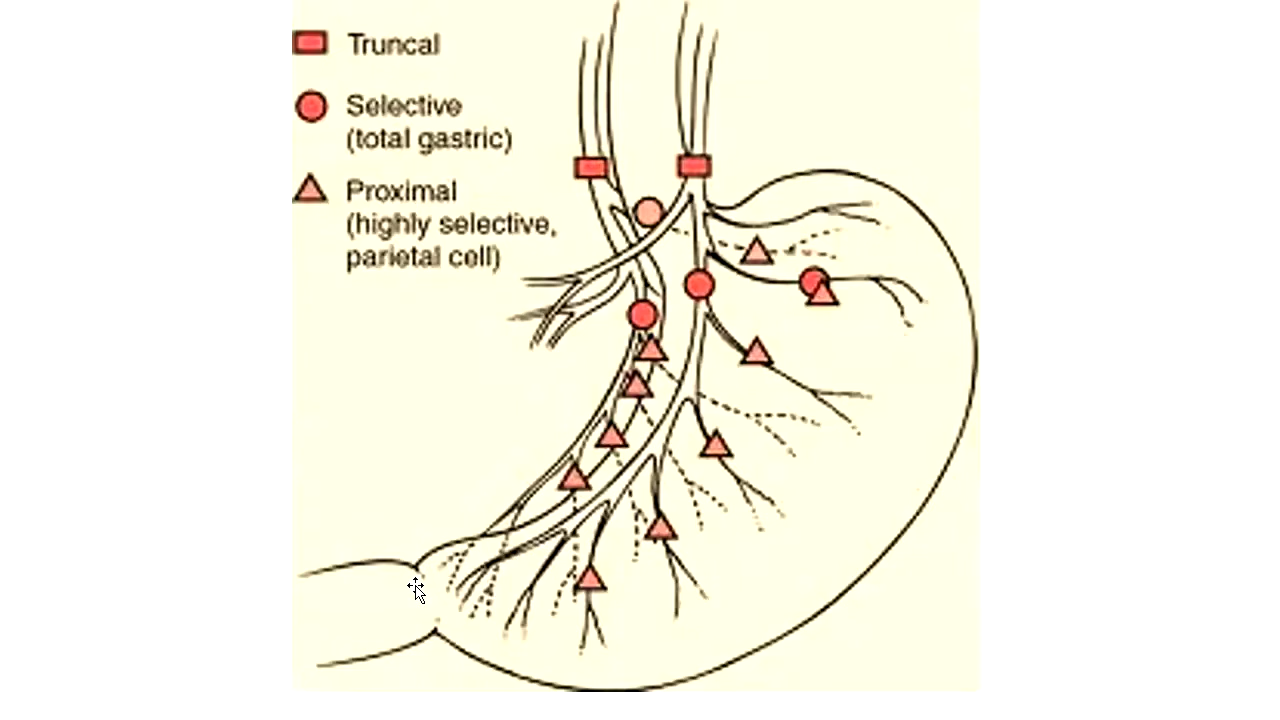 Truncal
Selective
(total gastric)
Proximal
(highly selective,
parietal cell)